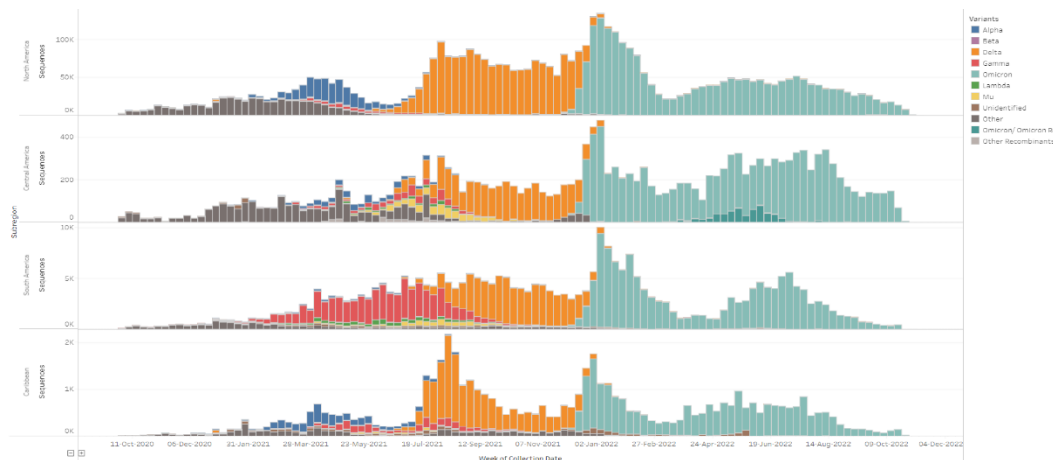 Variants
Alpha
Beta
Delta
Gamma
Omicron
Lambda
Mu
Unidentified
Other
Omicron/ Omicron R
Other Recombinants
Subregion
North America
Sequences
100K
50K
0K
Central America
Sequences
400
200
0
South America
Sequences
10K
5K
0K
Caribbean
Sequences
2K
1K
0K
11-Oct-2020 06-Dec-2020 31-Jan-2021 28-Mar-2021 23-May-2021 18-Jul-2021 12-Sep-2021 07-Nov-2021 02-Jan-2022 27-Feb-2022 24-Apr-2022 19-Jun-2022 14-Aug-2022 09-Oct-2022 04-Dec-2022
Week of Collection Date